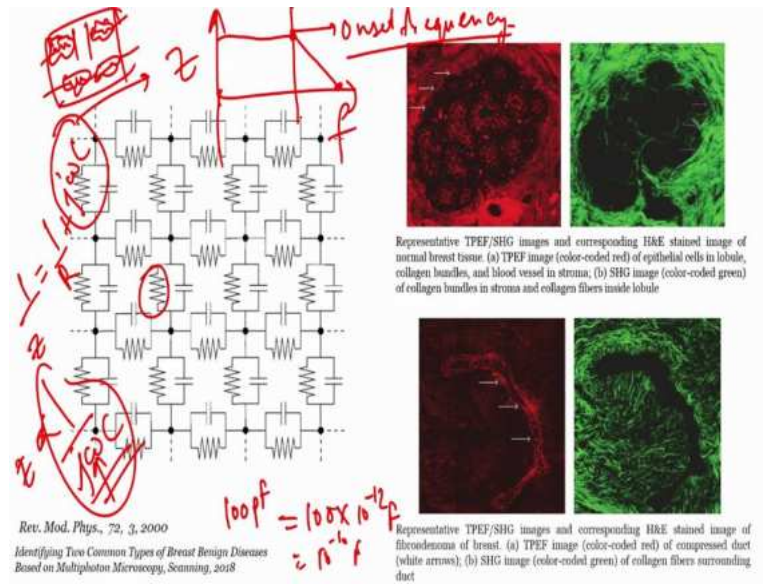 onset frequency
Z
f
1/Z = 1/R + jωC
Z α 1/jωC
100pf = 100 x 10^-12 f
= 10^-10 f
Representative TPEF/SHG images and corresponding H&E stained image of
normal breast tissue. (a) TPEF image (color-coded red) of epithelial cells in lobule,
collagen bundles, and blood vessel in stroma; (b) SHG image (color-coded green)
of collagen bundles in stroma and collagen fibers inside lobule
Rev. Mod. Phys., 72, 3, 2000
Identifying Two Common Types of Breast Benign Diseases
Based on Multiphoton Microscopy, Scanning, 2018
Representative TPEF/SHG images and corresponding H&E stained image of
fibroadenoma of breast. (a) TPEF image (color-coded red) of compressed duct
(white arrows); (b) SHG image (color-coded green) of collagen fibers surrounding
duct